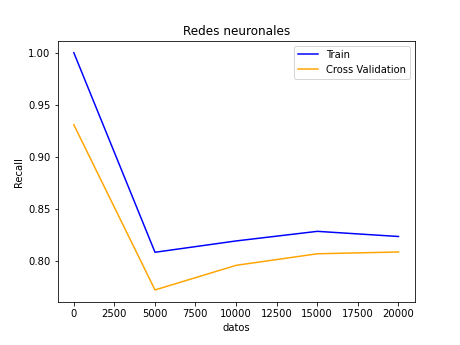 Redes neuronales
Train
Cross Validation
1.00
0.95
0.90
0.85
0.80
Recall
0 2500 5000 7500 10000 12500 15000 17500 20000
datos